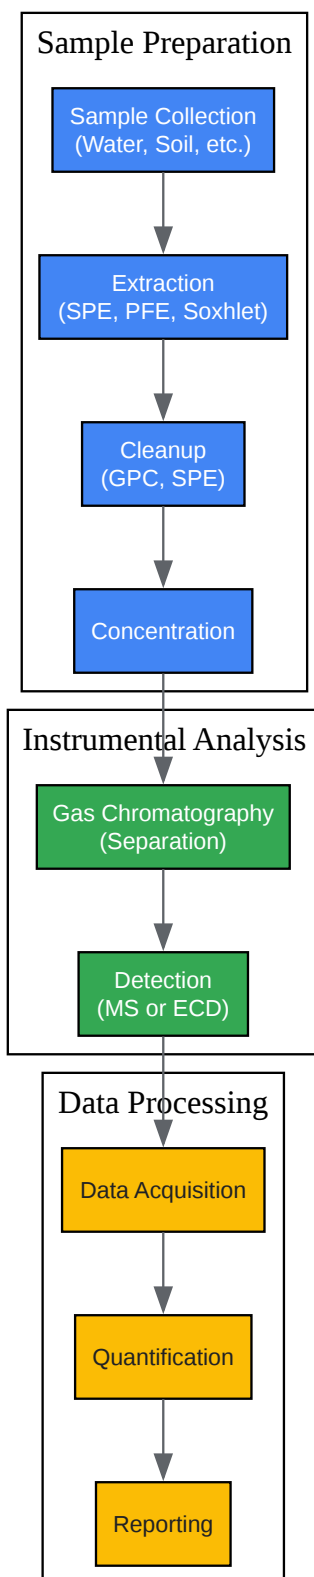 Sample Preparation
Sample Collection
(Water, Soil, etc.)
Extraction
(SPE, PFE, Soxhlet)
Cleanup
(GPC, SPE)
Concentration
Instrumental Analysis
Gas Chromatography
(Separation)
Detection
(MS or ECD)
Data Processing
Data Acquisition
Quantification
Reporting